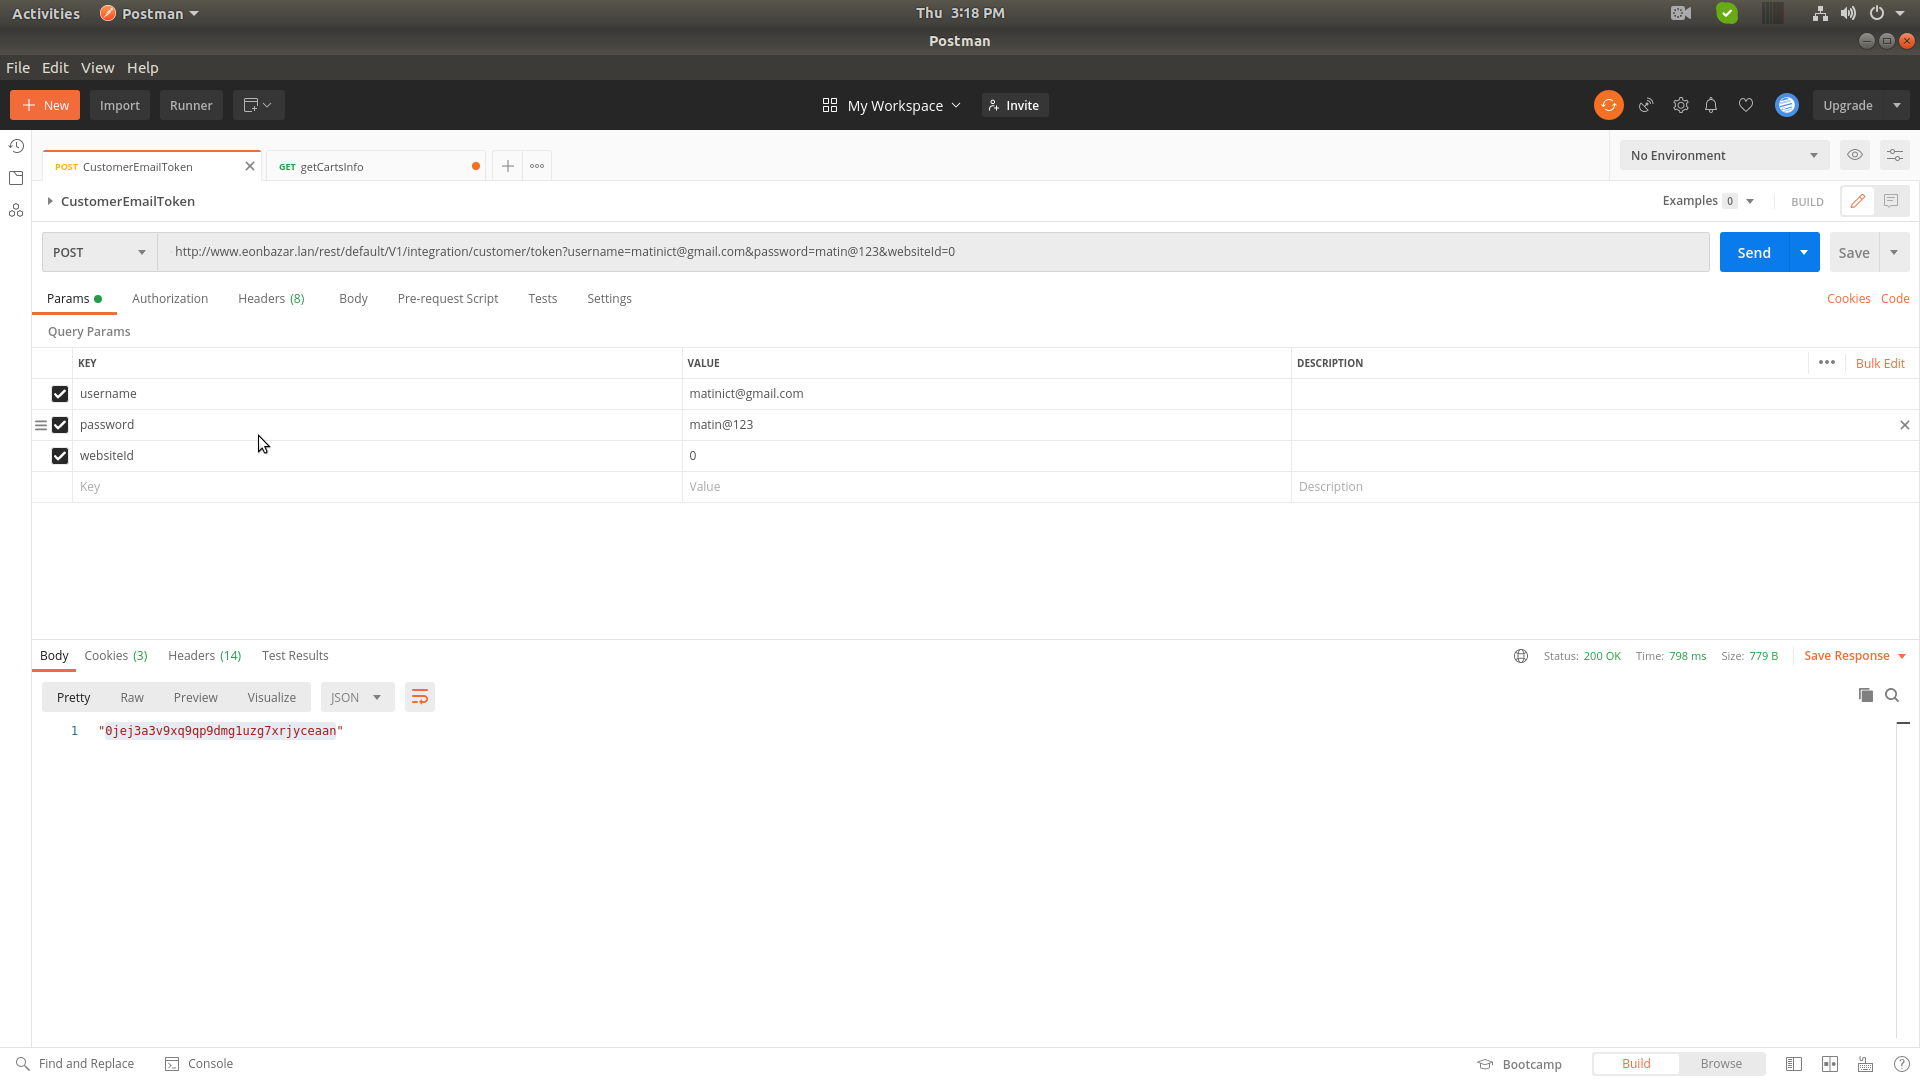 Activities Postman Thu 3:18 PM
Postman
File Edit View Help
New Import Runner My Workspace Invite Upgrade
POST CustomerEmailToken GET getCartsInfo No Environment
CustomerEmailToken Examples 0 BUILD
POST http://www.eonbazar.lan/rest/default/V1/integration/customer/token?username=matinict@gmail.com&password=matin@123&websiteId=0 Send Save
Params Authorization Headers (8) Body Pre-request Script Tests Settings Cookies Code
Query Params
KEY VALUE DESCRIPTION Bulk Edit
username matinict@gmail.com
password matin@123
websiteId 0
Key Value Description
Body Cookies (3) Headers (14) Test Results Status: 200 OK Time: 798 ms Size: 779 B Save Response
Pretty Raw Preview Visualize JSON
1 "0jej3a3v9xq9qp9dmg1uzg7xrjyceaan"
Find and Replace Console Bootcamp Build Browse